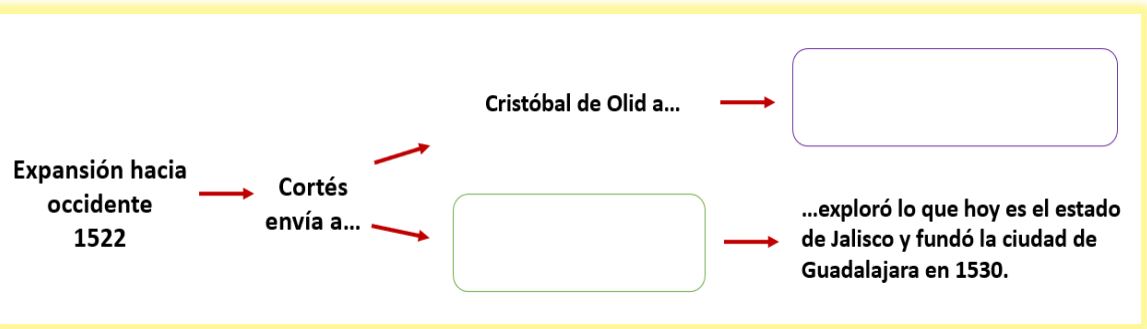 Expansión hacia
occidente
1522
Cortés
envía a...
Cristóbal de Olid a...
...exploró lo que hoy es el estado
de Jalisco y fundó la ciudad de
Guadalajara en 1530.